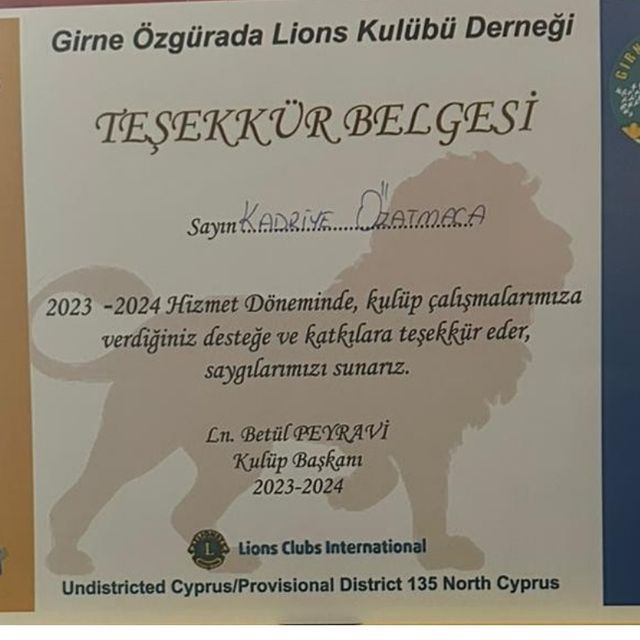 Girne Özgürada Lions Kulübü Derneği
TEŞEKKÜR BELGESİ
Sayın KADRİYE ÖZATMACA
2023 -2024 Hizmet Döneminde, kulüp çalışmalarımıza
verdiğiniz desteğe ve katkılara teşekkür eder,
saygılarımızı sunarız.
Ln. Betül PEYRAVİ
Kulüp Başkanı
2023-2024
L
Lions Clubs International
Undistricted Cyprus/Provisional District 135 North Cyprus